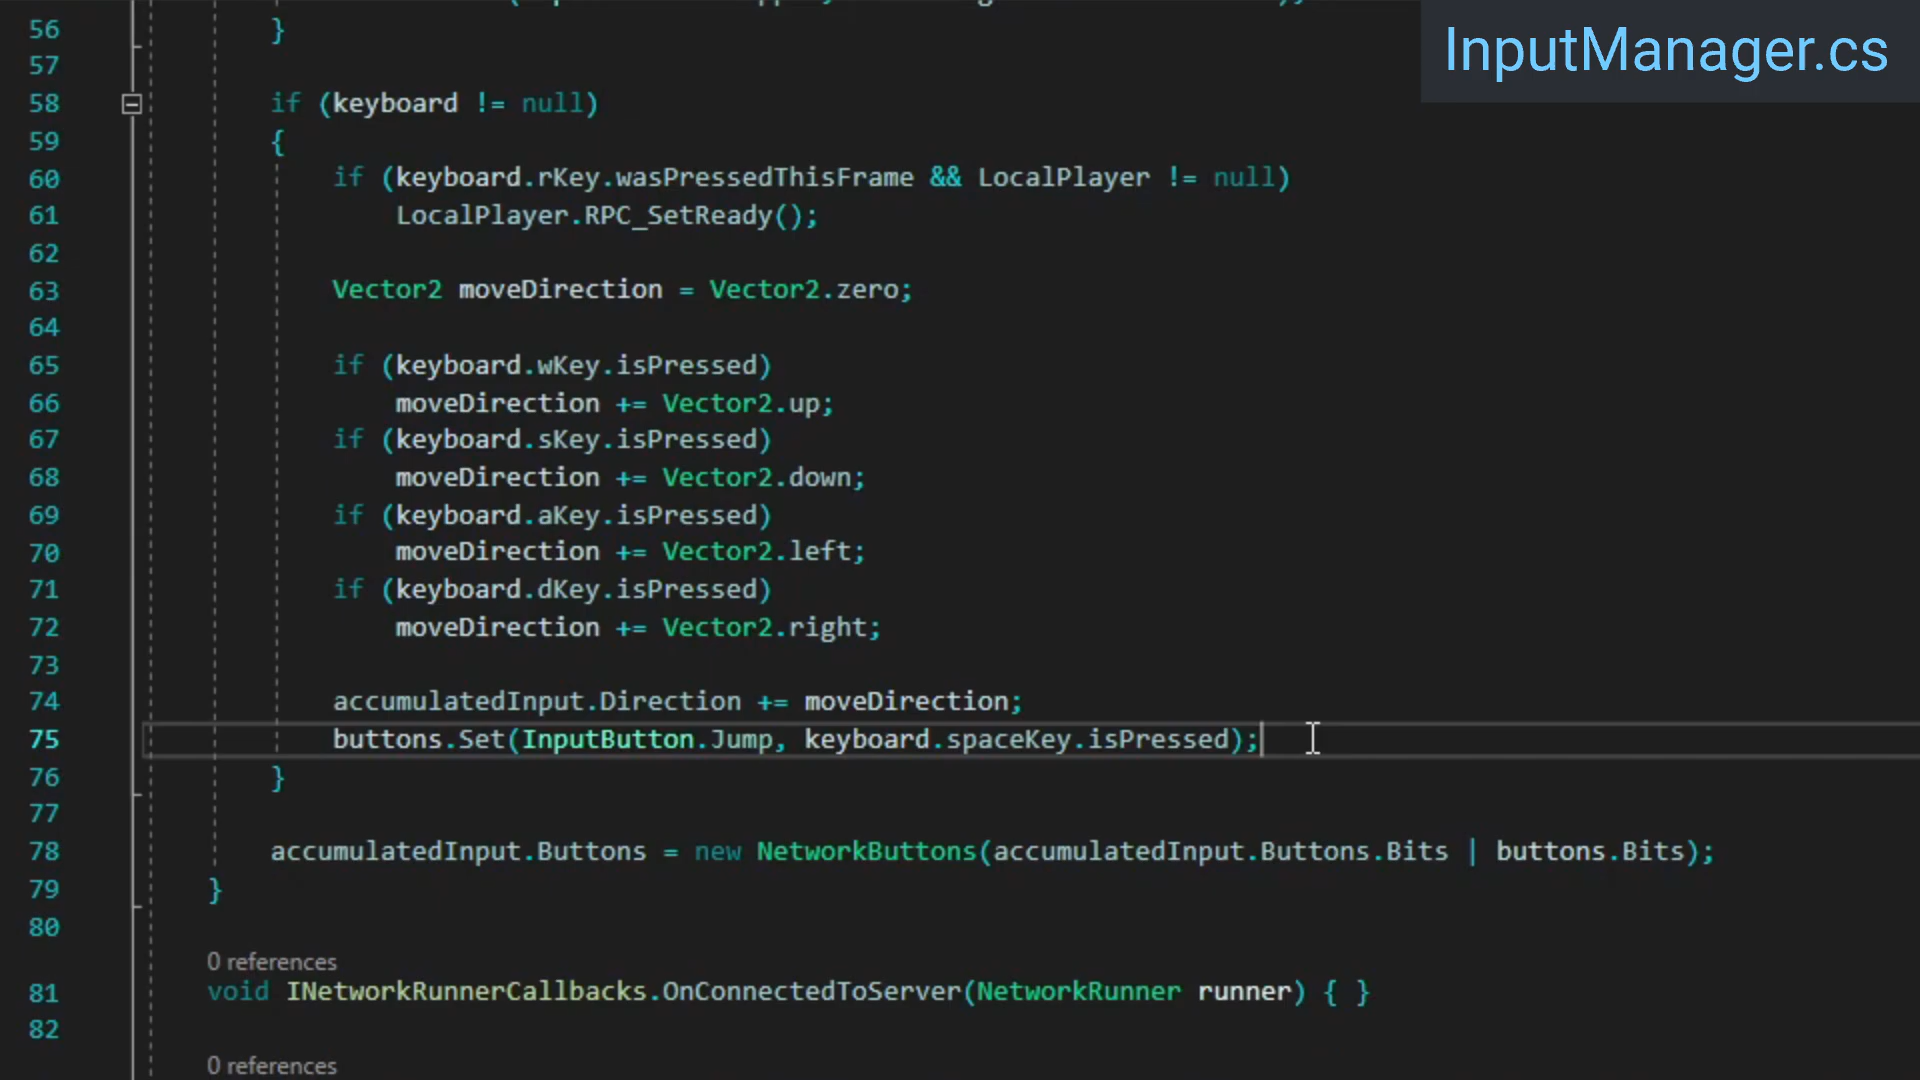 InputManager.cs
56 }
57
58 if (keyboard != null)
59 {
60 if (keyboard.rKey.wasPressedThisFrame && LocalPlayer != null)
61 LocalPlayer.RPC_SetReady();
62
63 Vector2 moveDirection = Vector2.zero;
64
65 if (keyboard.wKey.isPressed)
66 moveDirection += Vector2.up;
67 if (keyboard.sKey.isPressed)
68 moveDirection += Vector2.down;
69 if (keyboard.aKey.isPressed)
70 moveDirection += Vector2.left;
71 if (keyboard.dKey.isPressed)
72 moveDirection += Vector2.right;
73
74 accumulatedInput.Direction += moveDirection;
75 buttons.Set(InputButton.Jump, keyboard.spaceKey.isPressed);
76 }
77
78 accumulatedInput.Buttons = new NetworkButtons(accumulatedInput.Buttons.Bits | buttons.Bits);
79 }
80
0 references
81 void INetworkRunnerCallbacks.OnConnectedToServer(NetworkRunner runner) { }
82
0 references